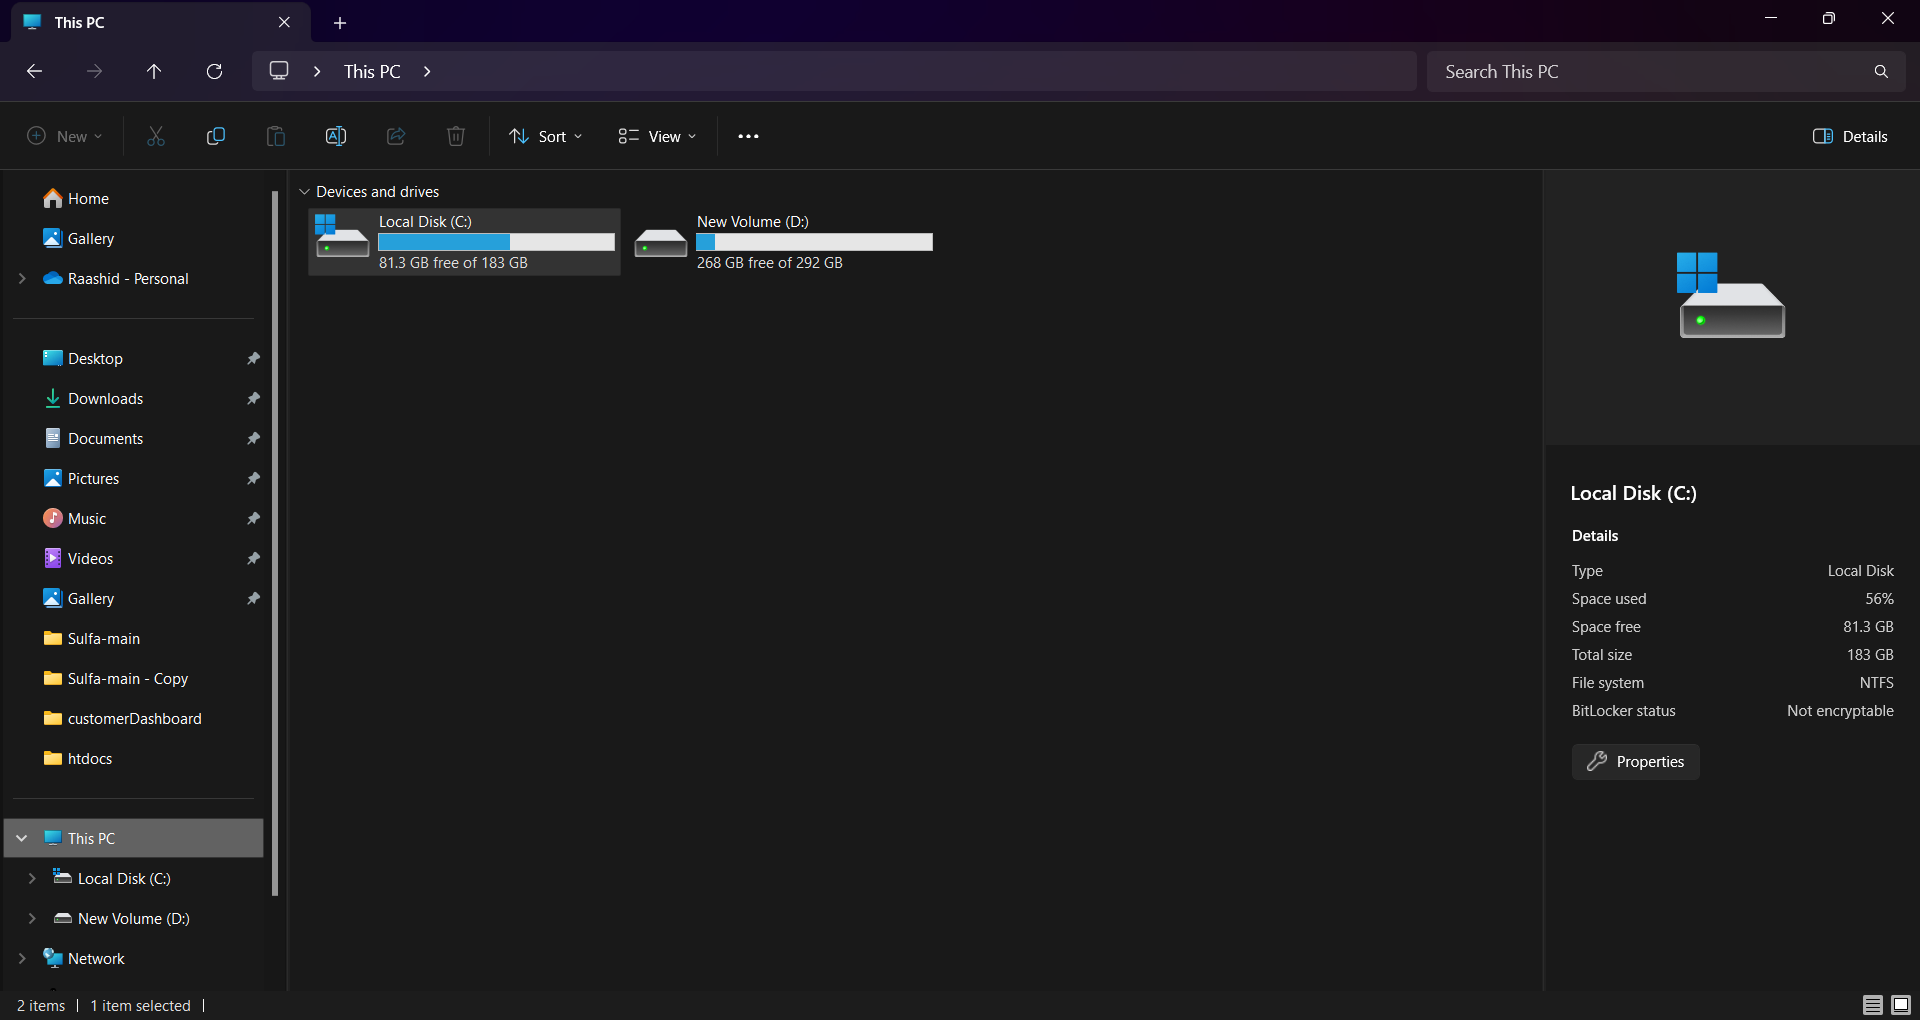 This PC
This PC
Search This PC
New
Sort
View
Details
Home
Gallery
Raashid - Personal
Desktop
Downloads
Documents
Pictures
Music
Videos
Gallery
Sulfa-main
Sulfa-main - Copy
customerDashboard
htdocs
This PC
Local Disk (C:)
New Volume (D:)
Network
Devices and drives
Local Disk (C:)
81.3 GB free of 183 GB
New Volume (D:)
268 GB free of 292 GB
Local Disk (C:)
Details
Type Local Disk
Space used 56%
Space free 81.3 GB
Total size 183 GB
File system NTFS
BitLocker status Not encryptable
Properties
2 items
1 item selected